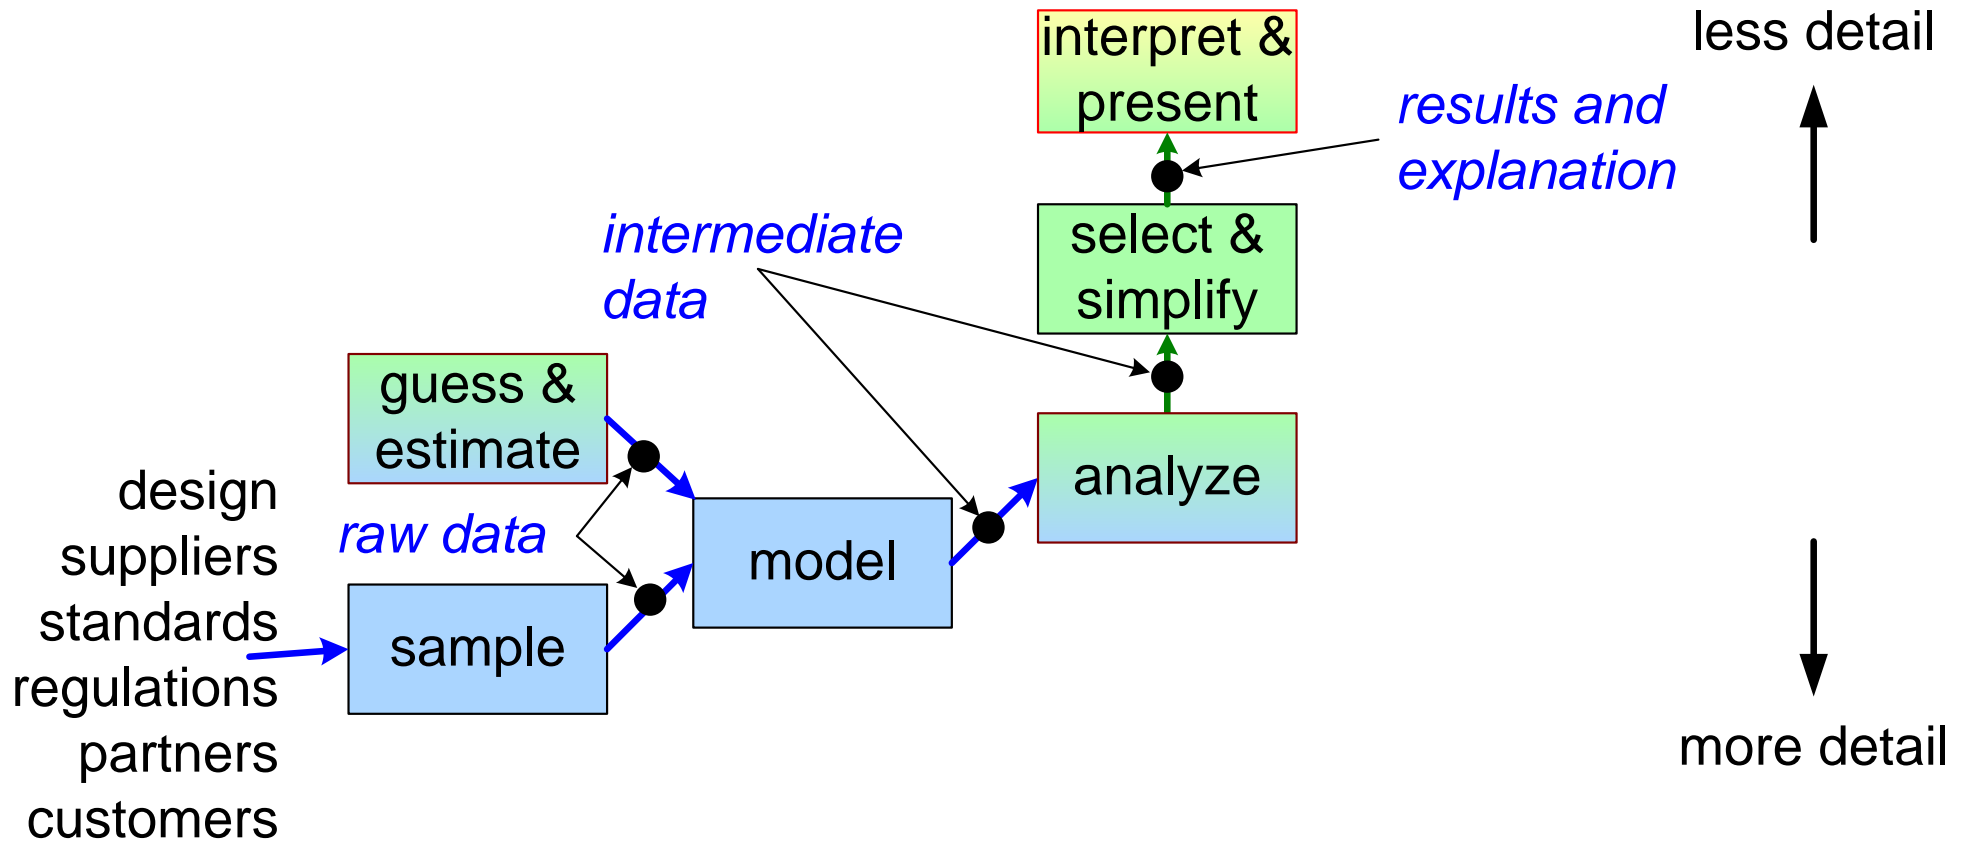 interpret &
present
less detail
results and
explanation
intermediate
data
select &
simplify
guess &
estimate
analyze
design
suppliers
standards
regulations
partners
customers
raw data
model
sample
more detail